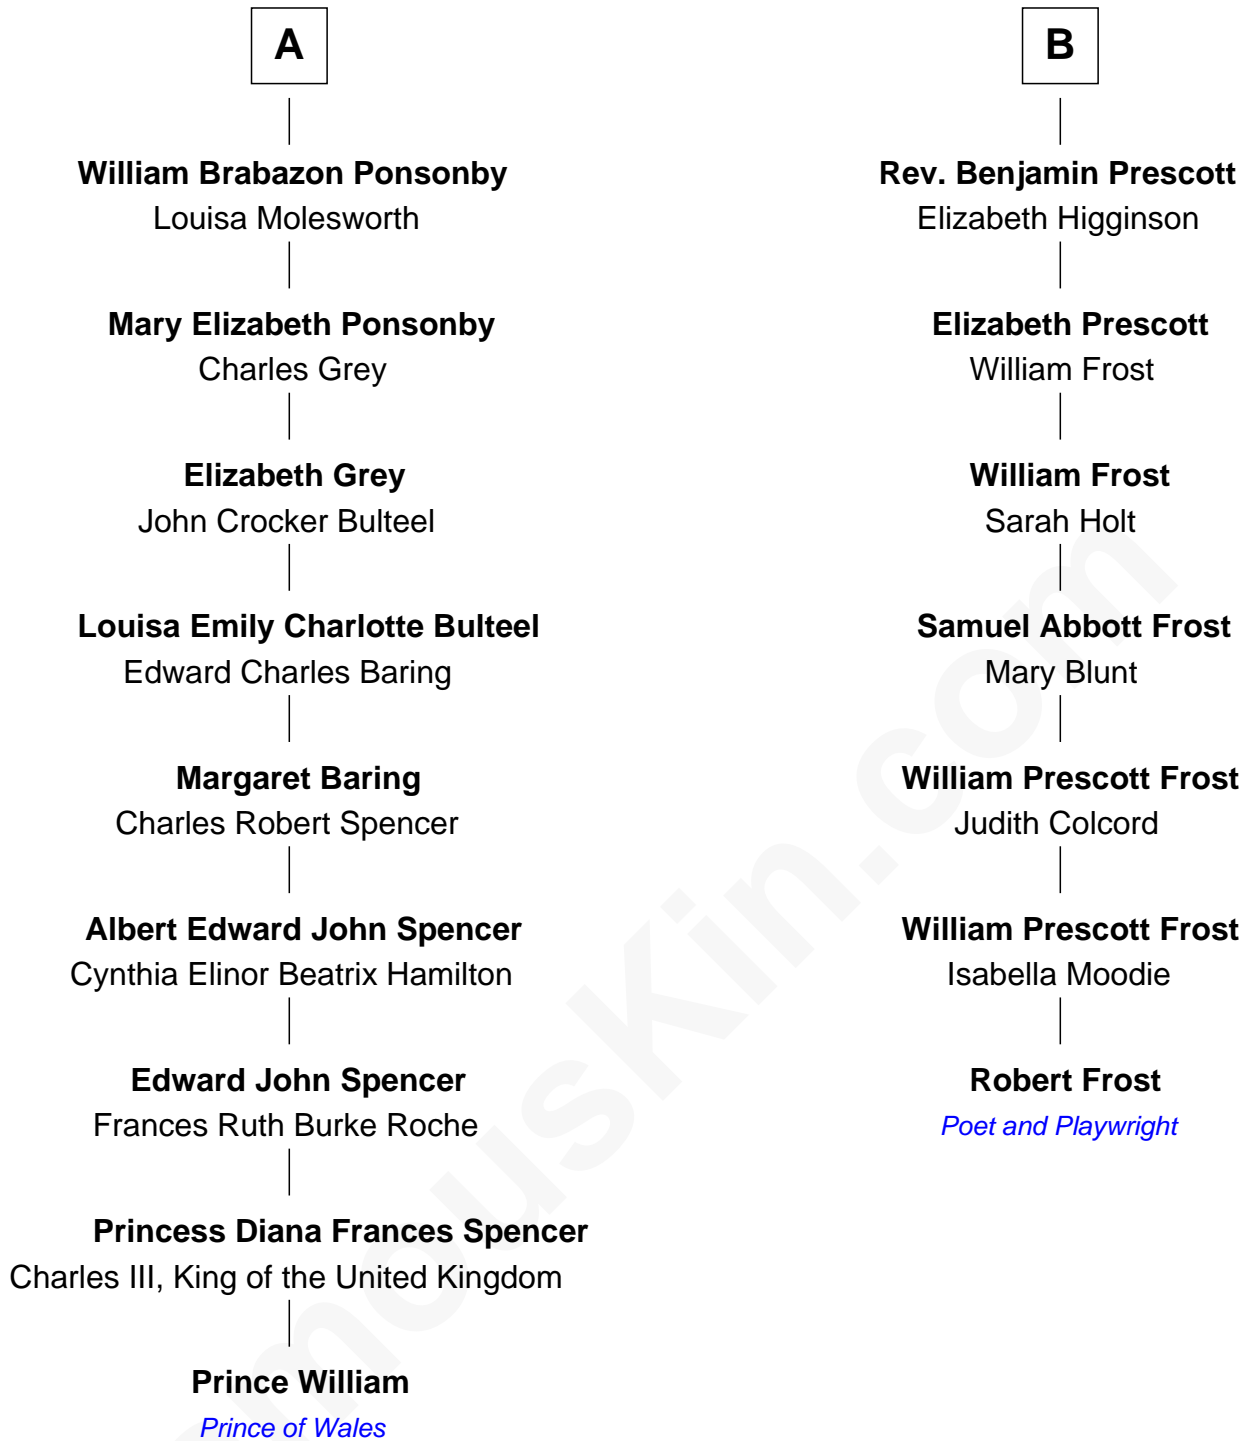 A
William Brabazon Ponsonby
Louisa Molesworth
Mary Elizabeth Ponsonby
Charles Grey
Elizabeth Grey
John Crocker Bulteel
Louisa Emily Charlotte Bulteel
Edward Charles Baring
Margaret Baring
Charles Robert Spencer
Albert Edward John Spencer
Cynthia Elinor Beatrix Hamilton
Edward John Spencer
Frances Ruth Burke Roche
Princess Diana Frances Spencer
Charles III, King of the United Kingdom
Prince William
Prince of Wales
B
Rev. Benjamin Prescott
Elizabeth Higginson
Elizabeth Prescott
William Frost
William Frost
Sarah Holt
Samuel Abbott Frost
Mary Blunt
William Prescott Frost
Judith Colcord
William Prescott Frost
Isabella Moodie
Robert Frost
Poet and Playwright
mousKin.com